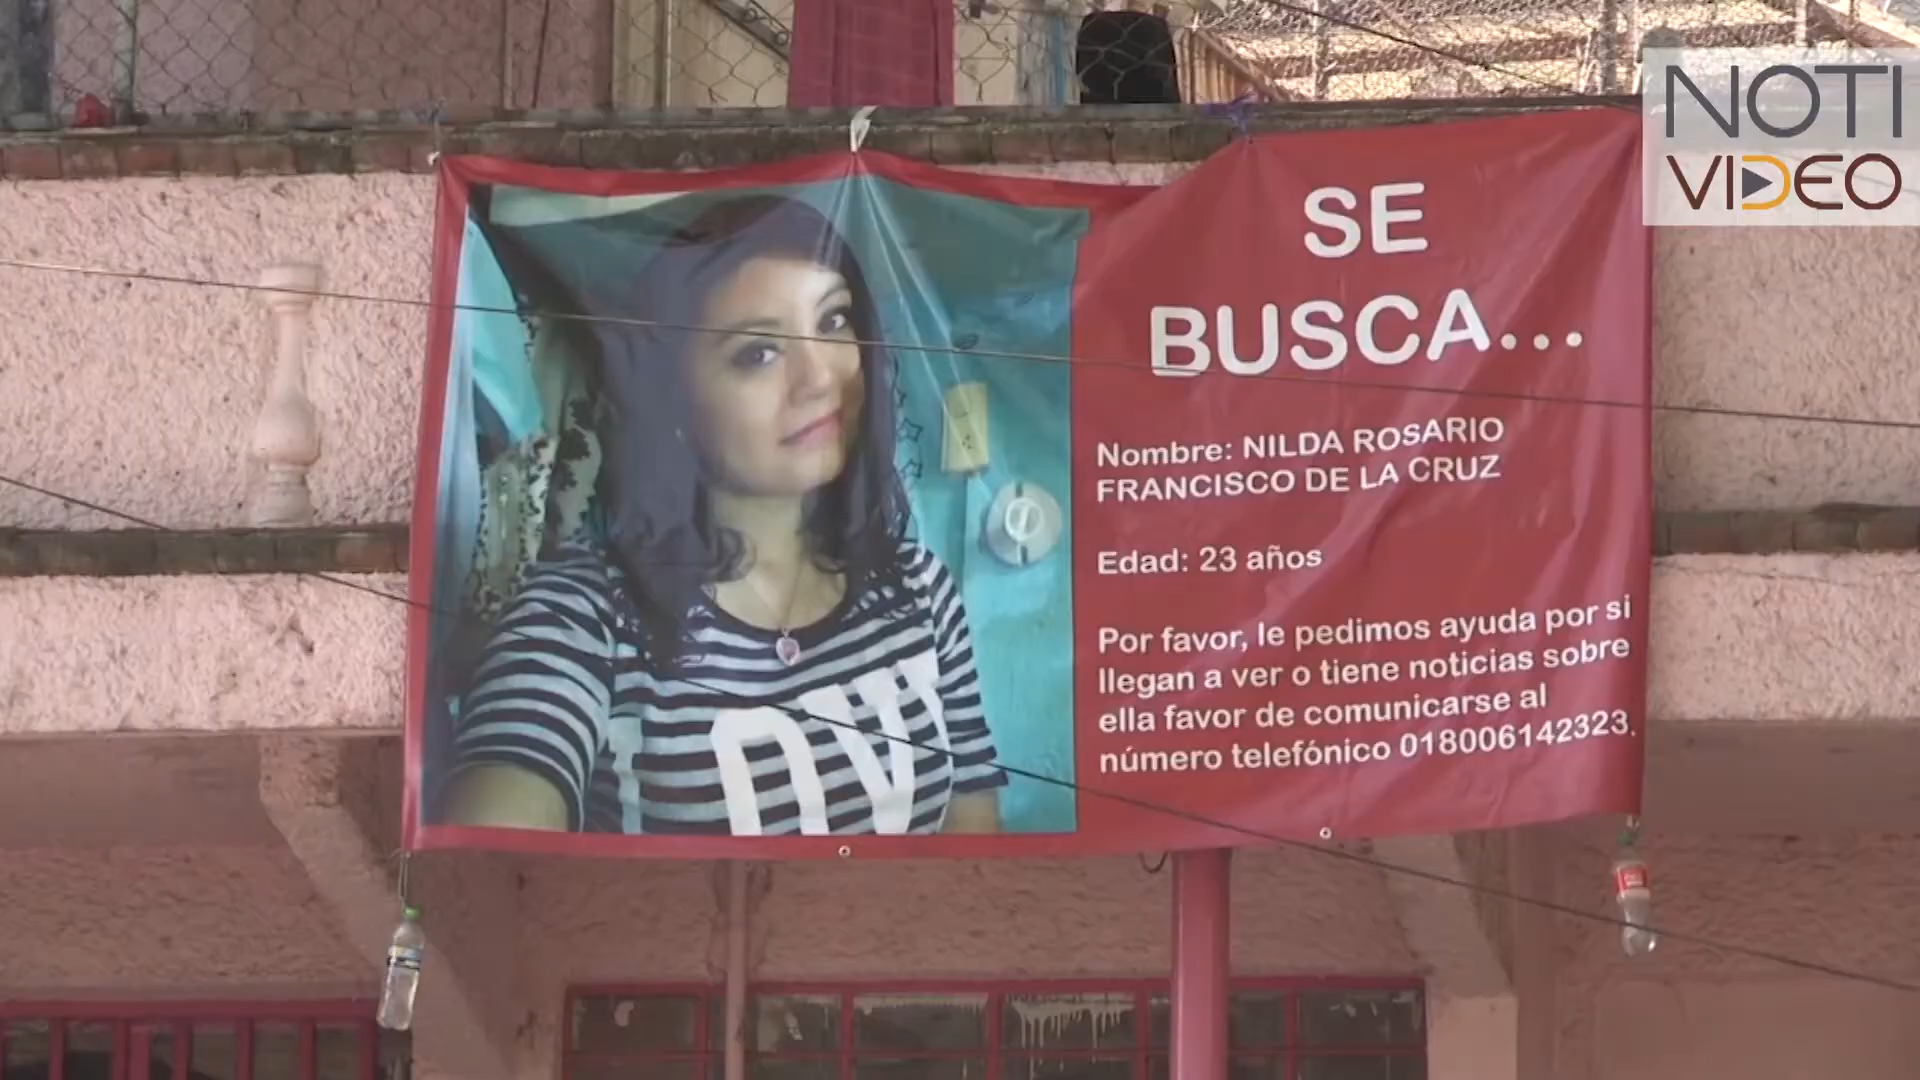 NOTI
VIDEO
SE
BUSCA...
Nombre: NILDA ROSARIO
FRANCISCO DE LA CRUZ
Edad: 23 años
Por favor, le pedimos ayuda por si
llegan a ver o tiene noticias sobre
ella favor de comunicarse al
número telefónico 018006142323.
LOVE